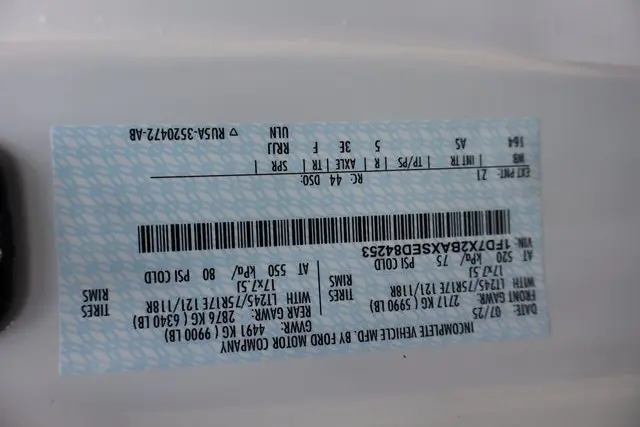 INCOMPLETE VEHICLE MFD. BY FORD MOTOR COMPANY
DATE: 07/25 GVWR: 4491 KG ( 9900 LB)
FRONT GAWR: 2717 KG (5990 LB) REAR GAWR: 2876 KG ( 6340 LB)
WITH LT245/75R17E 121/118R TIRES WITH LT245/75R17E 121/118R TIRES
17x7.5J RIMS 17x7.5J RIMS
AT 520 kPa/ 75 PSI COLD AT 550 kPa/ 80 PSI COLD
VIN: 1FD7X2BAXSED84253
EXT PNT: Z1 RC: 44 DSO:
WB INT TR TP/PS R AXLE TR SPR
164 AS 5 3E F RRJJ
ULN ▽ RU5A-3520472-AB